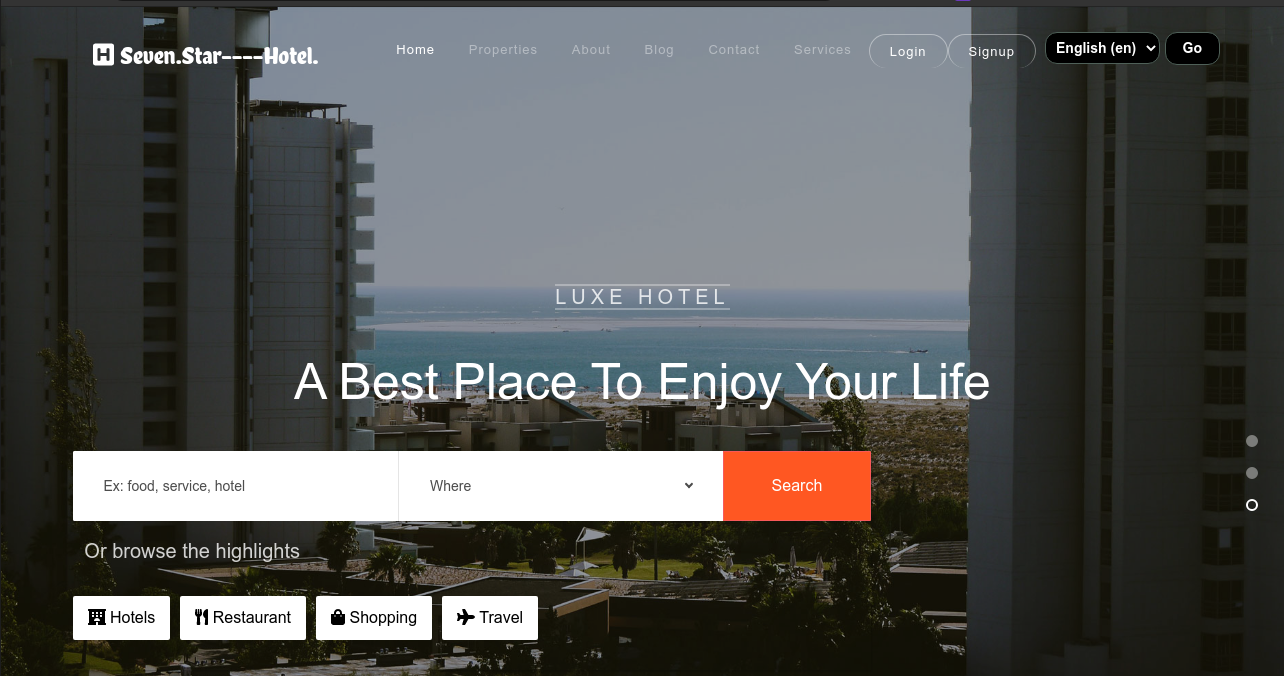 H Seven.Star----Hotel.
Home Properties About Blog Contact Services Login Signup English (en) Go
LUXE HOTEL
A Best Place To Enjoy Your Life
Ex: food, service, hotel Where Search
Or browse the highlights
Hotels Restaurant Shopping Travel